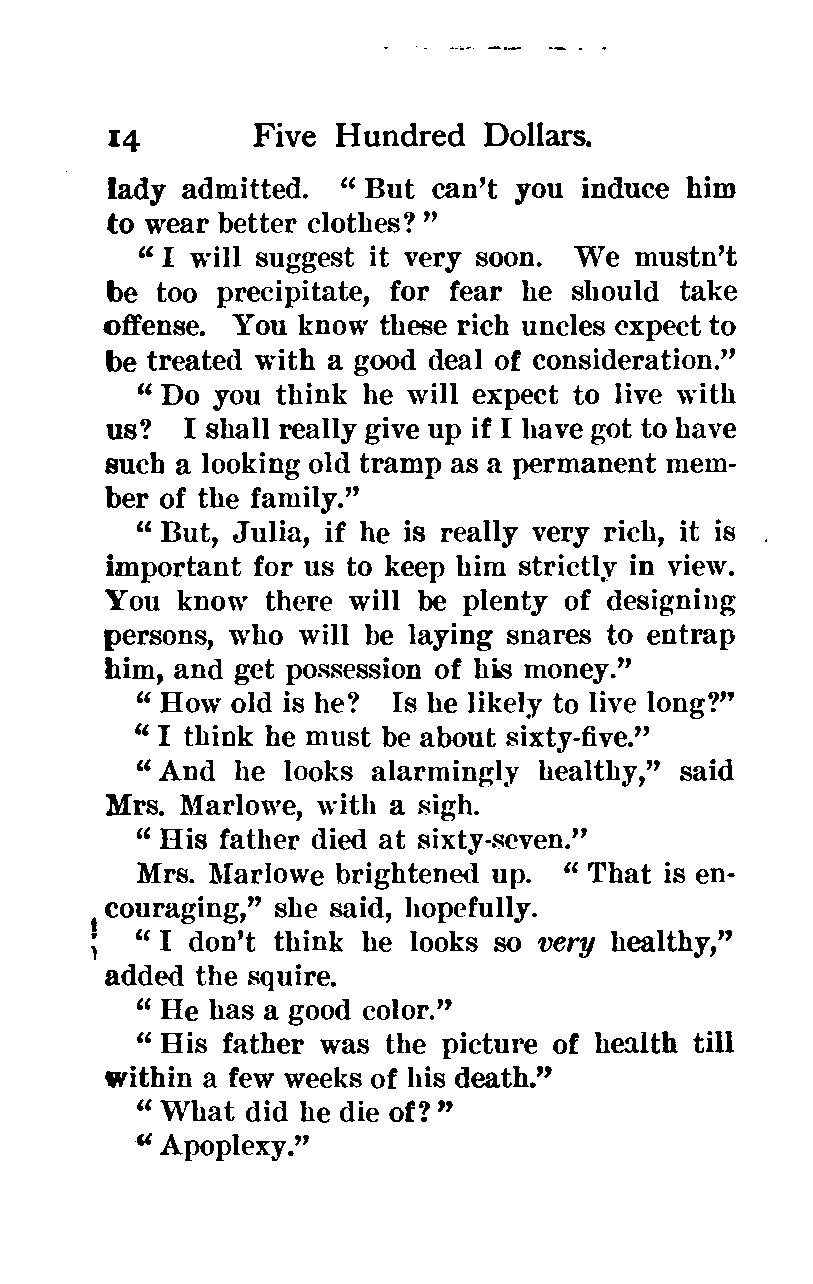 14 Five Hundred Dollars.
lady admitted. “ But can’t you induce him
to wear better clothes? ”
“ I will suggest it very soon. We mustn’t
be too precipitate, for fear he should take
offense. You know these rich uncles expect to
be treated with a good deal of consideration.”
“ Do you think he will expect to live with
us? I shall really give up if I have got to have
such a looking old tramp as a permanent mem-
ber of the family.”
“ But, Julia, if he is really very rich, it is
important for us to keep him strictly in view.
You know there will be plenty of designing
persons, who will be laying snares to entrap
him, and get possession of his money.”
“ How old is he? Is he likely to live long?”
“ I think he must be about sixty-five.”
“ And he looks alarmingly healthy,” said
Mrs. Marlowe, with a sigh.
“ His father died at sixty-seven.”
Mrs. Marlowe brightened up. “ That is en-
couraging,” she said, hopefully.
“ I don’t think he looks so very healthy,”
added the squire.
“ He has a good color.”
“ His father was the picture of health till
within a few weeks of his death.”
“ What did he die of? ”
“ Apoplexy.”